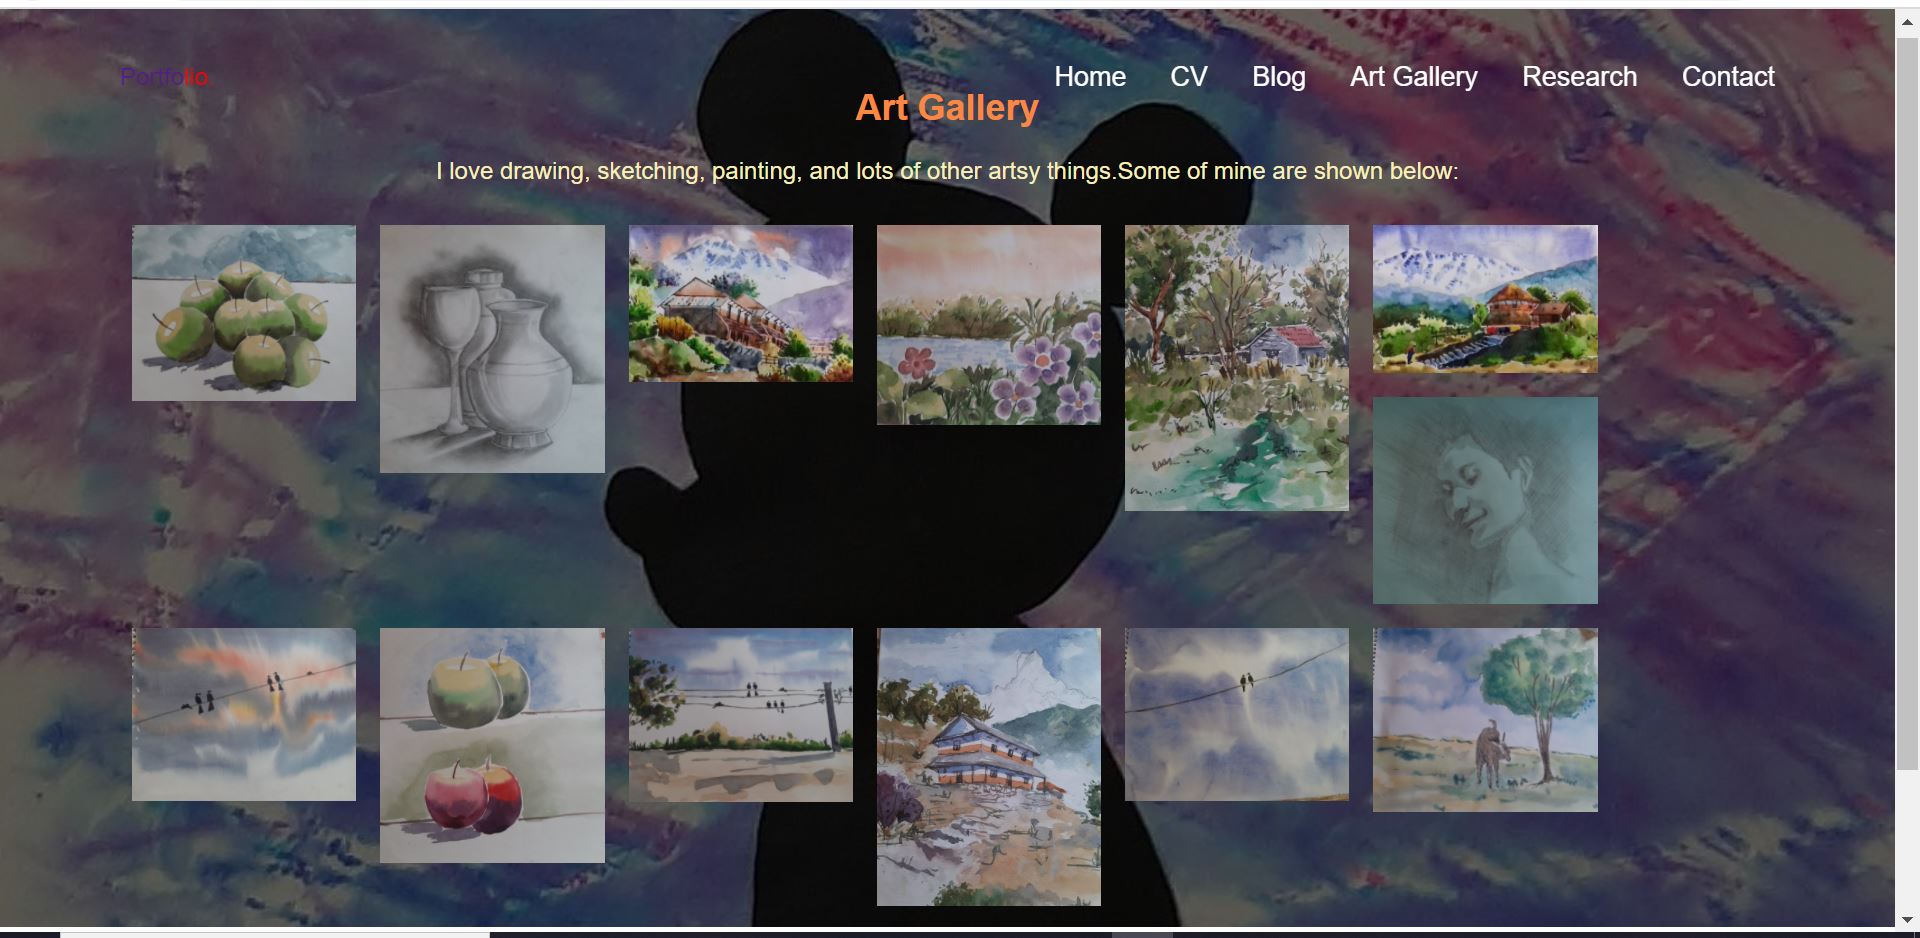 Portfolio
Home CV Blog Art Gallery Research Contact
Art Gallery
I love drawing, sketching, painting, and lots of other artsy things.Some of mine are shown below: